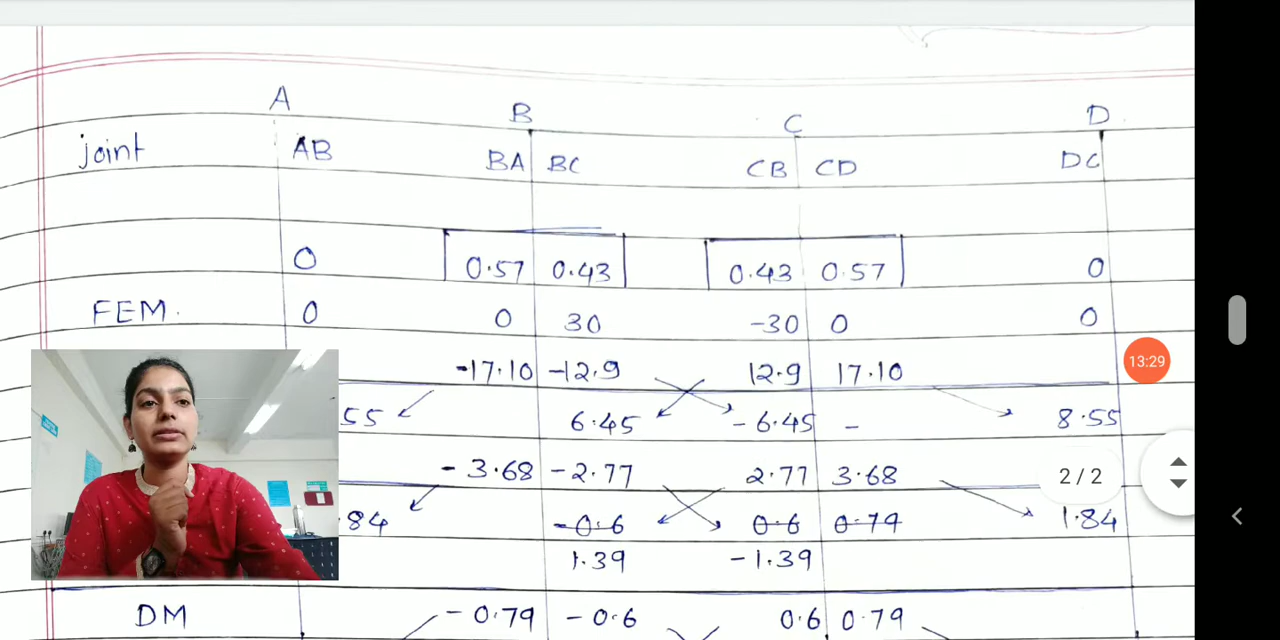 A B C D
joint AB BA BC CB CD DC
0 0.57 0.43 0.43 0.57 0
FEM. 0 0 30 -30 0 0
-17.10 -12.9 12.9 17.10
55 6.45 -6.45 - 8.55
-3.68 -2.77 2.77 3.68
.84 -0.6 0.6 0.79 1.84
1.39 -1.39
DM -0.79 -0.6 0.6 0.79
13:29
2/2